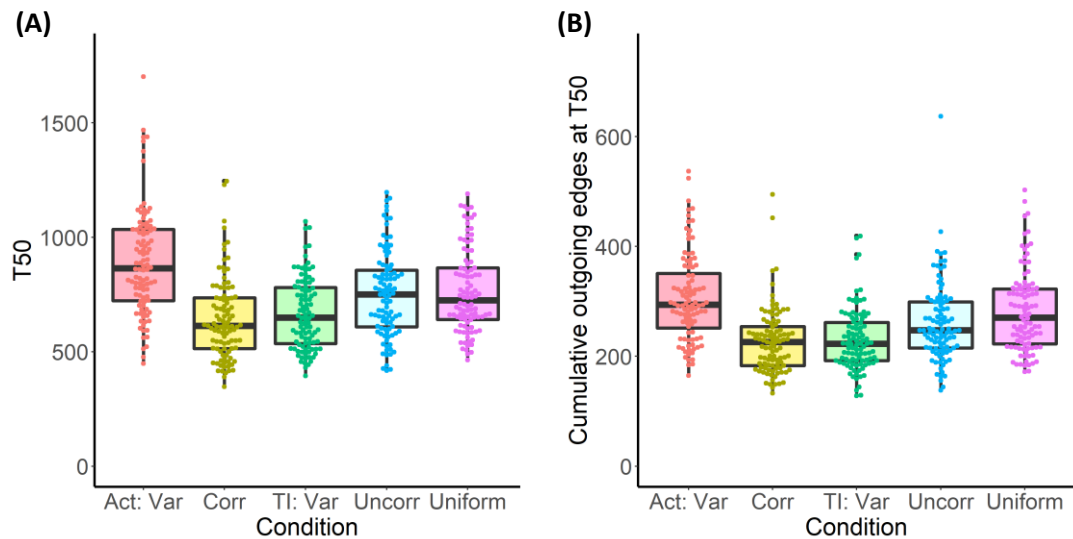 (A)
T50
1500
1000
500
0
Act: Var Corr TI: Var Uncorr Uniform
Condition
(B)
Cumulative outgoing edges at T50
600
400
200
0
Act: Var Corr TI: Var Uncorr Uniform
Condition